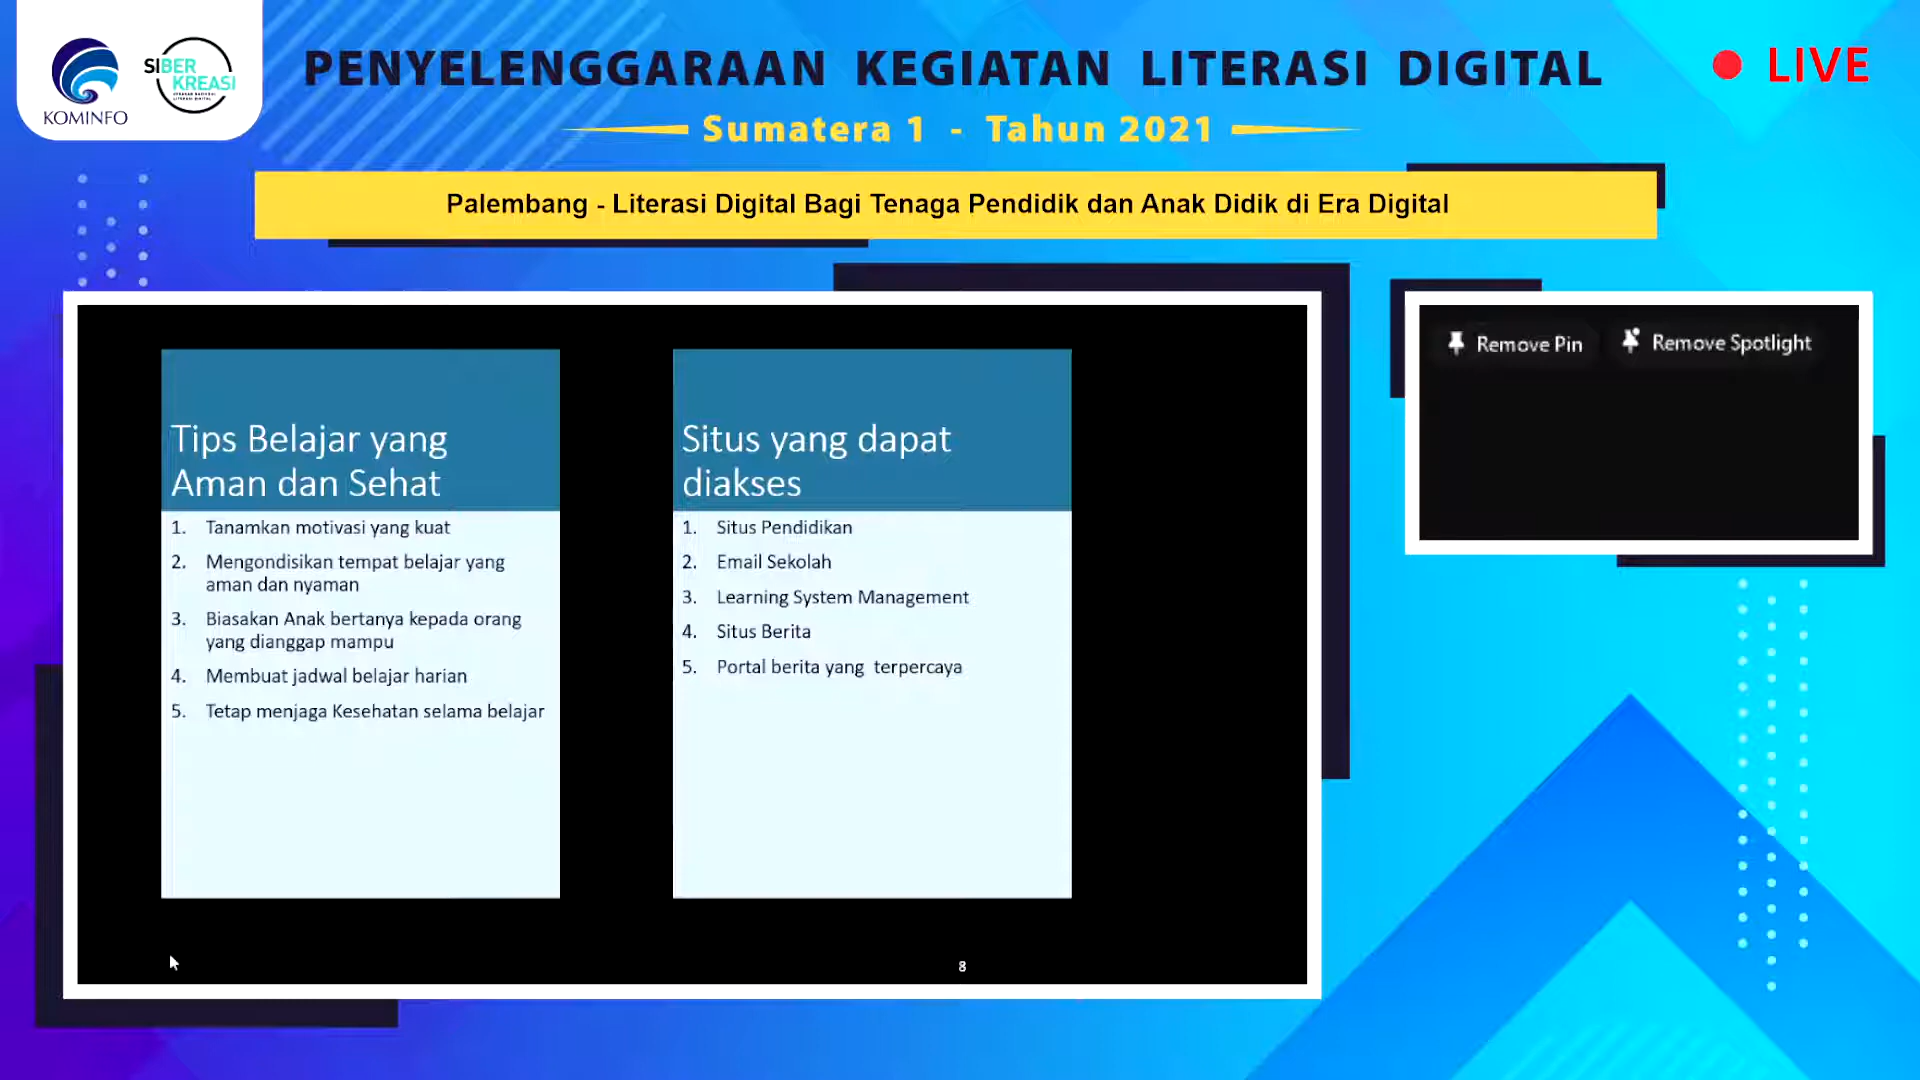 KOMINFO
SIBER
KREASI
PENYELENGGARAAN KEGIATAN LITERASI DIGITAL
LIVE
Sumatera 1 - Tahun 2021
Palembang - Literasi Digital Bagi Tenaga Pendidik dan Anak Didik di Era Digital
Tips Belajar yang
Aman dan Sehat
1. Tanamkan motivasi yang kuat
2. Mengondisikan tempat belajar yang
aman dan nyaman
3. Biasakan Anak bertanya kepada orang
yang dianggap mampu
4. Membuat jadwal belajar harian
5. Tetap menjaga Kesehatan selama belajar
Situs yang dapat
diakses
1. Situs Pendidikan
2. Email Sekolah
3. Learning System Management
4. Situs Berita
5. Portal berita yang  terpercaya
8
Remove Pin
Remove Spotlight